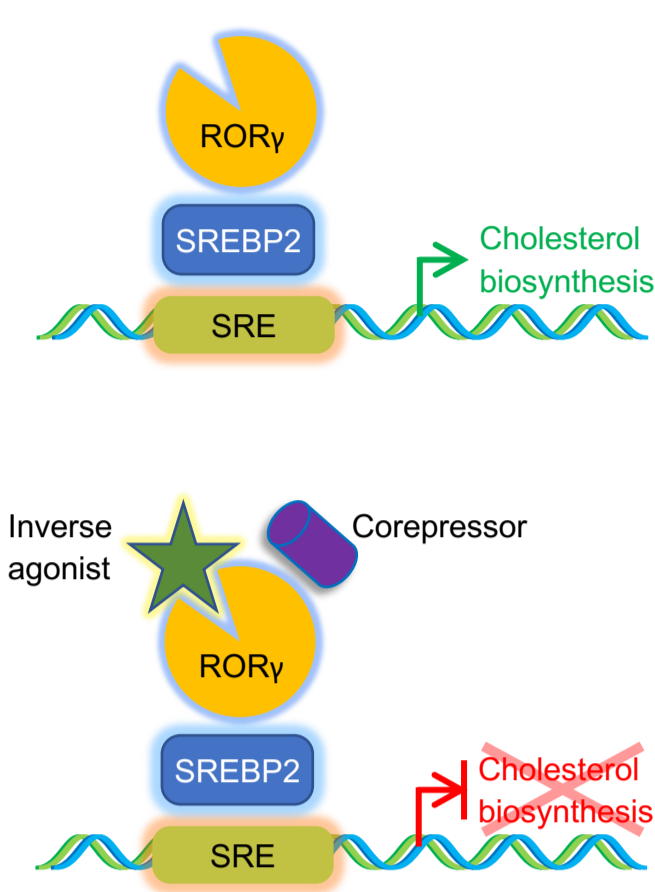 RORγ
SREBP2
Cholesterol
biosynthesis
SRE
Inverse
agonist
Corepressor
RORγ
SREBP2
Cholesterol
biosynthesis
SRE